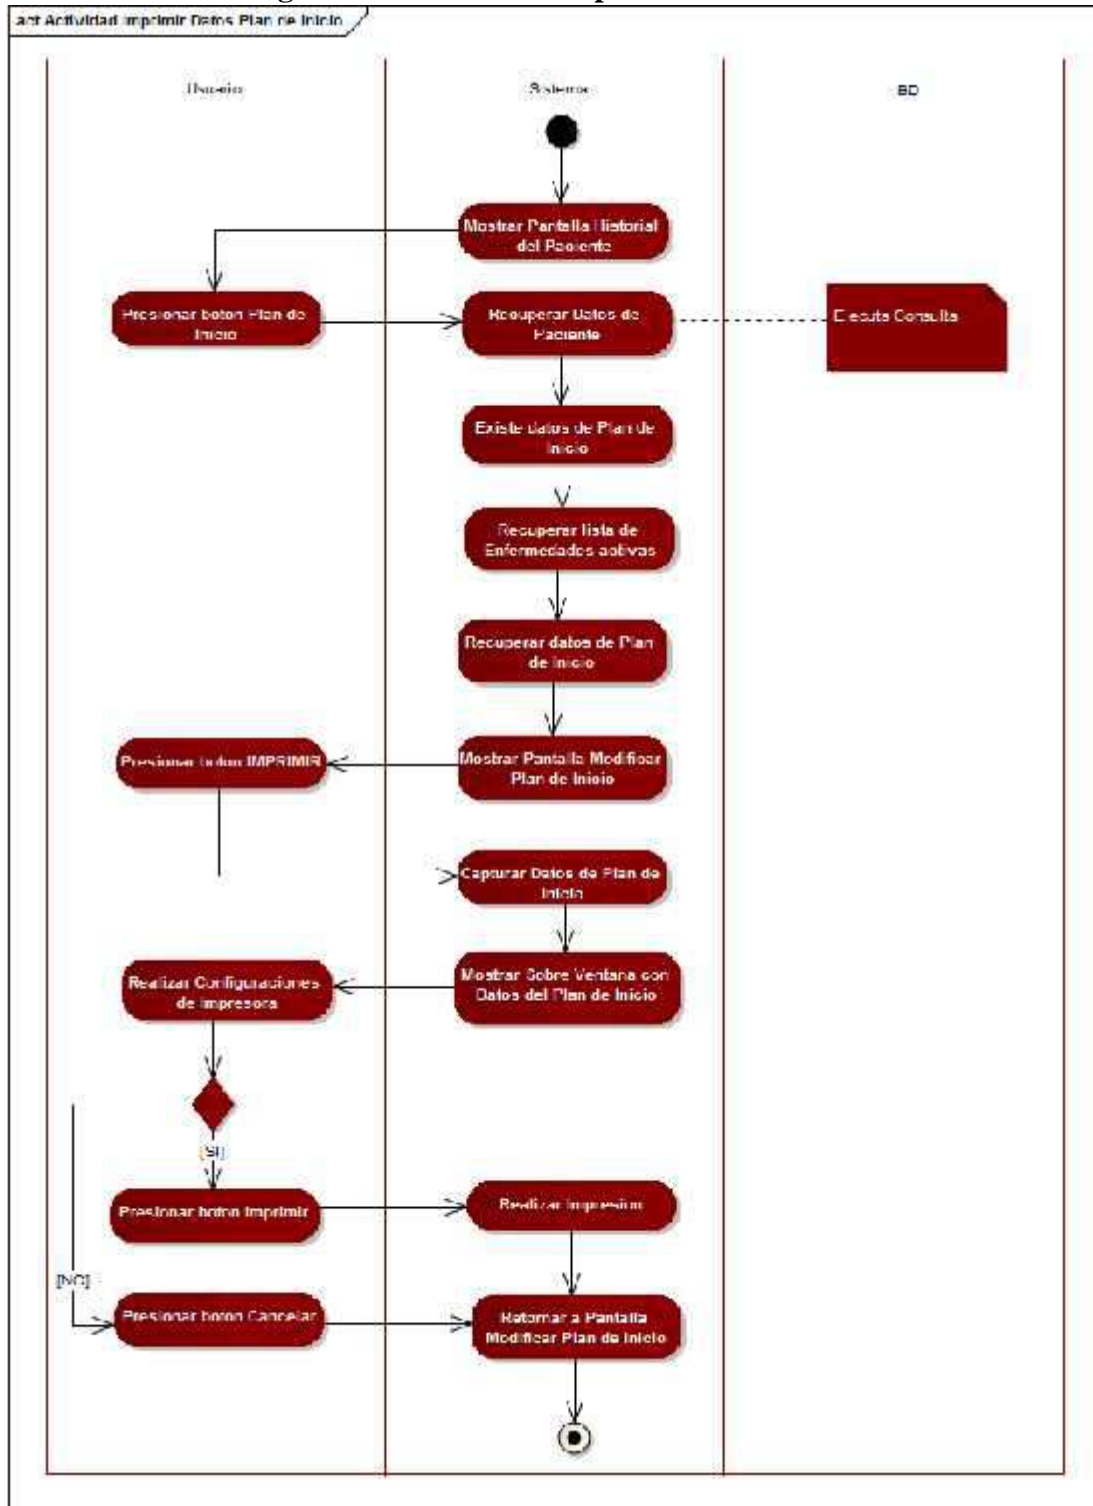 act Actividad Imprimir Datos Plan de Inicio
Usuario
Sistema
BD
Mostrar Pantalla Historial
del Paciente
Presionar boton Plan de
Inicio
Recuperar Datos de
Paciente
Ejecuta Consulta
Existe datos de Plan de
Inicio
Recuperar lista de
Enfermedades activas
Recuperar datos de Plan
de Inicio
Presionar boton IMPRIMIR
Mostrar Pantalla Modificar
Plan de Inicio
Capturar Datos de Plan de
Inicio
Realizar Configuraciones
de Impresora
Mostrar Sobre Ventana con
Datos del Plan de Inicio
[SI]
Presionar boton Imprimir
Realizar Impresion
[NO]
Presionar boton Cancelar
Retornar a Pantalla
Modificar Plan de Inicio